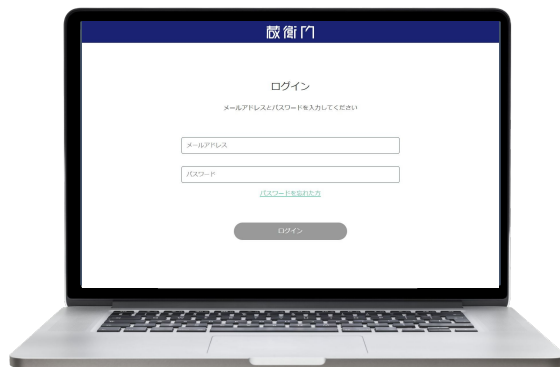 蔵衛門
ログイン
メールアドレスとパスワードを入力してください
メールアドレス
パスワード
パスワードを忘れた方
ログイン